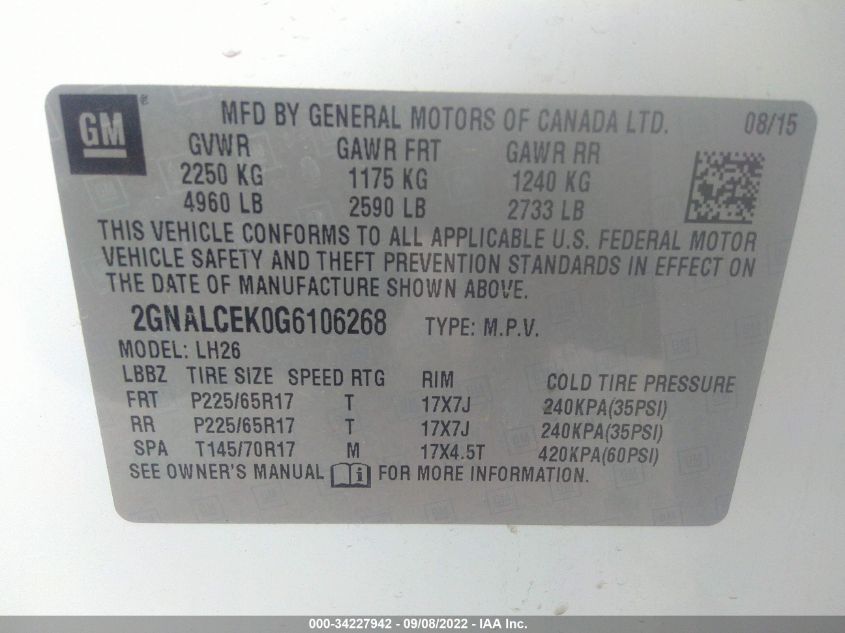 GM ® MFD BY GENERAL MOTORS OF CANADA LTD. 08/15
GVWR GAWR FRT GAWR RR
2250 KG 1175 KG 1240 KG
4960 LB 2590 LB 2733 LB
THIS VEHICLE CONFORMS TO ALL APPLICABLE U.S. FEDERAL MOTOR
VEHICLE SAFETY AND THEFT PREVENTION STANDARDS IN EFFECT ON
THE DATE OF MANUFACTURE SHOWN ABOVE.
2GNALCEK0G6106268 TYPE: M.P.V.
MODEL: LH26
LBBZ TIRE SIZE SPEED RTG RIM COLD TIRE PRESSURE
FRT P225/65R17 T 17X7J 240KPA(35PSI)
RR P225/65R17 T 17X7J 240KPA(35PSI)
SPA T145/70R17 M 17X4.5T 420KPA(60PSI)
SEE OWNER'S MANUAL i FOR MORE INFORMATION.
000-34227942 - 09/08/2022 - IAA Inc.